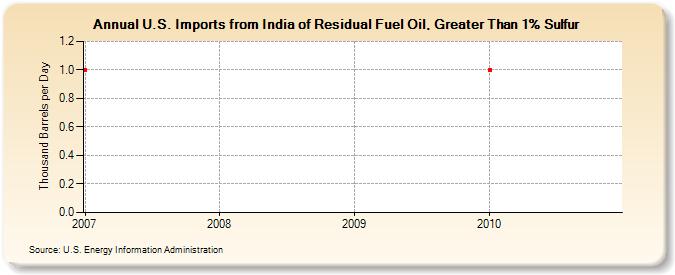 Annual U.S. Imports from India of Residual Fuel Oil, Greater Than 1% Sulfur
Thousand Barrels per Day
1.2
1.0
0.8
0.6
0.4
0.2
0.0
2007 2008 2009 2010
Source: U.S. Energy Information Administration